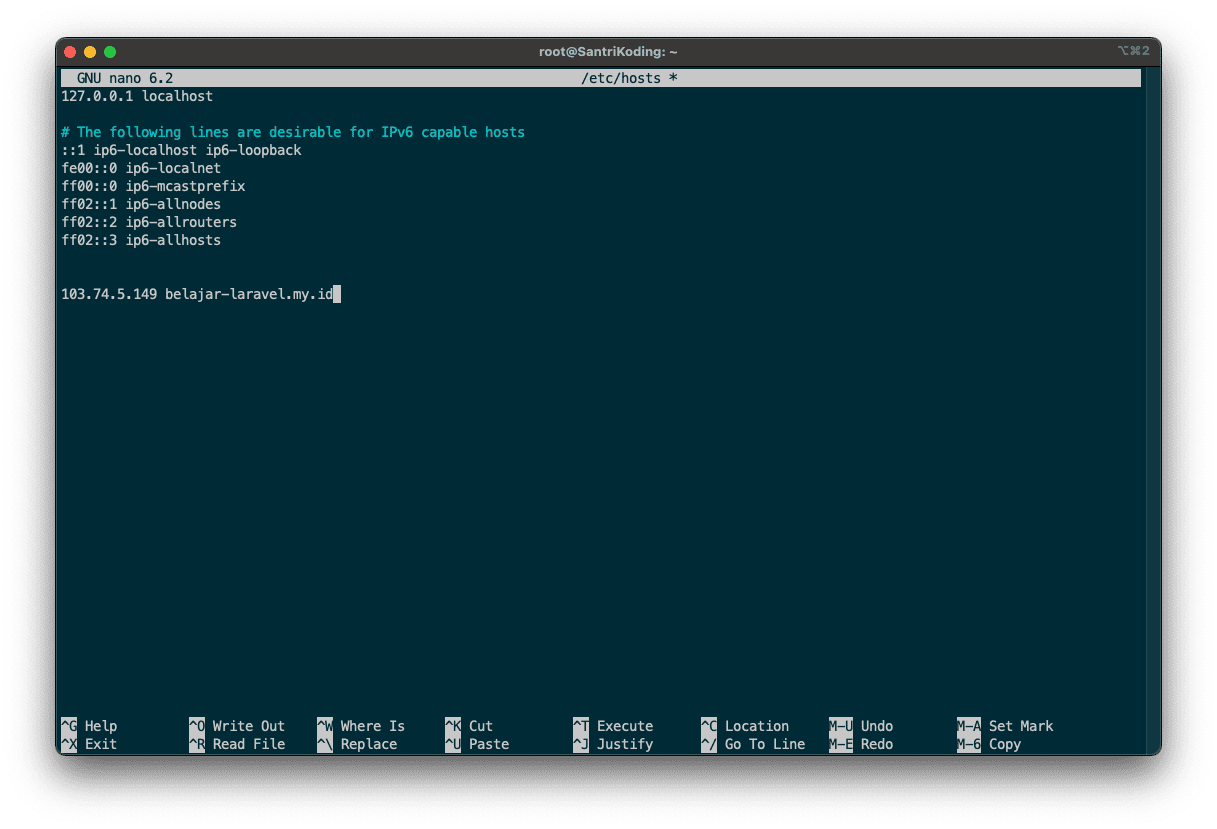 root@SantriKoding: ~ ⌥⌘2
GNU nano 6.2 /etc/hosts *
127.0.0.1 localhost
# The following lines are desirable for IPv6 capable hosts
::1 ip6-localhost ip6-loopback
fe00::0 ip6-localnet
ff00::0 ip6-mcastprefix
ff02::1 ip6-allnodes
ff02::2 ip6-allrouters
ff02::3 ip6-allhosts
103.74.5.149 belajar-laravel.my.id
^G Help ^O Write Out ^W Where Is ^K Cut ^T Execute ^C Location M-U Undo M-A Set Mark
^X Exit ^R Read File ^\ Replace ^U Paste ^J Justify ^/ Go To Line M-E Redo M-6 Copy